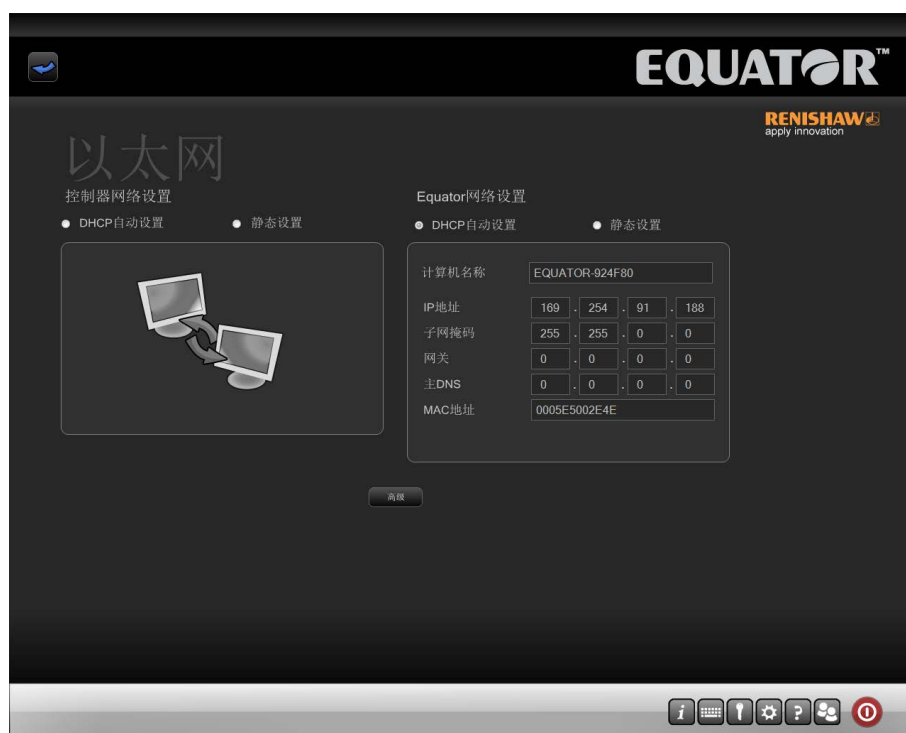 EQUATOR™
RENISHAW
apply innovation
以太网
控制器网络设置
DHCP自动设置
静态设置
Equator网络设置
DHCP自动设置
静态设置
计算机名称 EQUATOR-924F80
IP地址 169 . 254 . 91 . 188
子网掩码 255 . 255 . 0 . 0
网关 0 . 0 . 0 . 0
主DNS 0 . 0 . 0 . 0
MAC地址 0005E5002E4E
高级